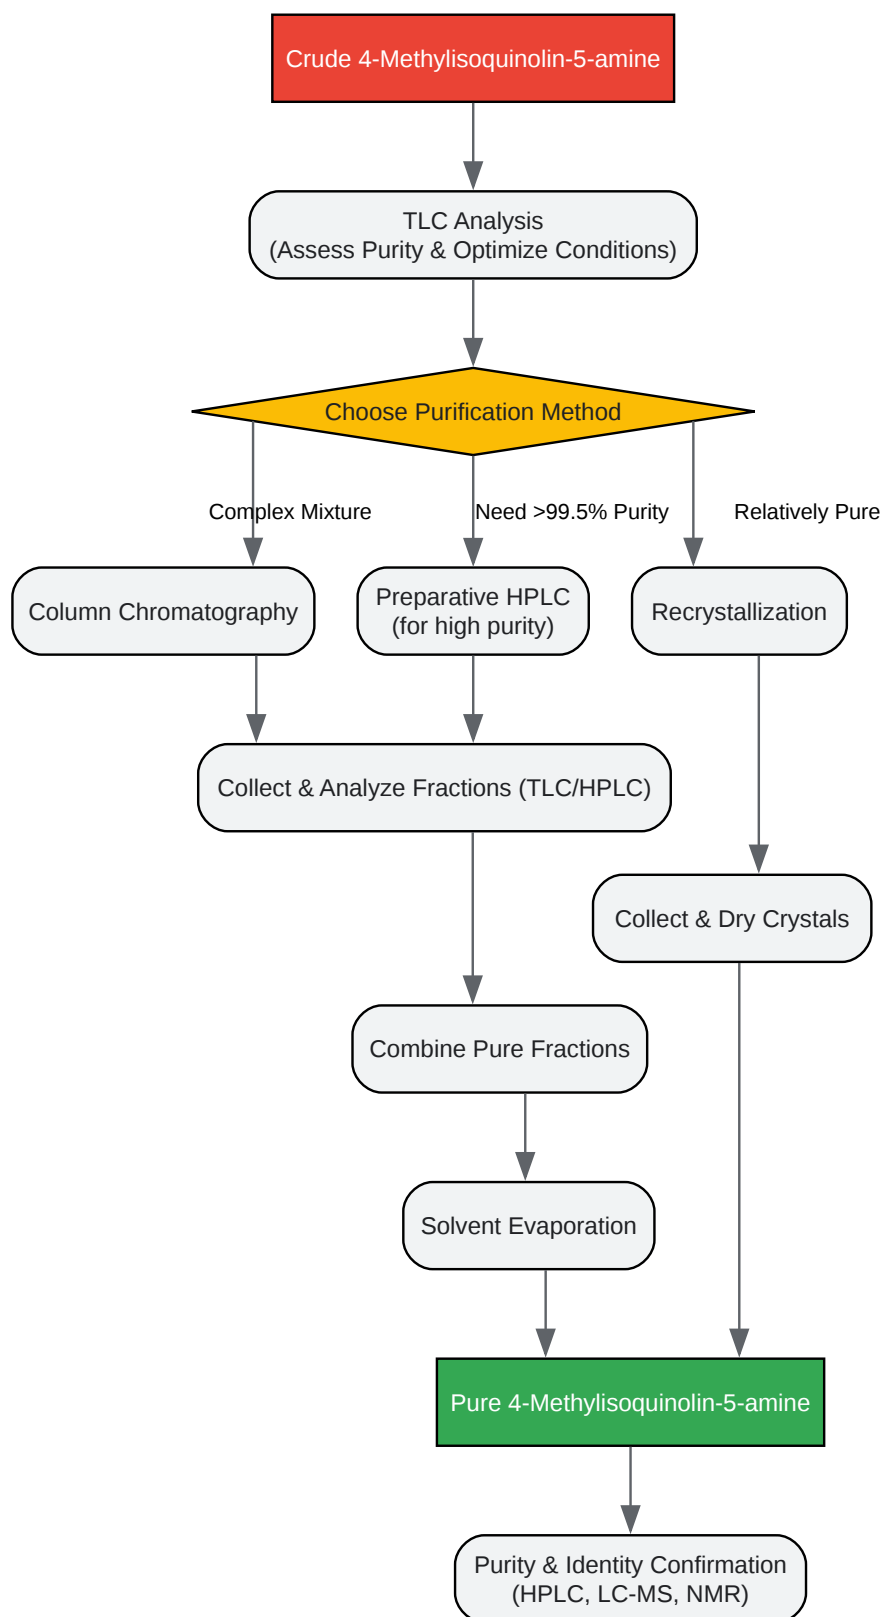 Crude 4-Methylisoquinolin-5-amine
TLC Analysis
(Assess Purity & Optimize Conditions)
Choose Purification Method
Complex Mixture
Need >99.5% Purity
Relatively Pure
Column Chromatography
Preparative HPLC
(for high purity)
Recrystallization
Collect & Analyze Fractions (TLC/HPLC)
Collect & Dry Crystals
Combine Pure Fractions
Solvent Evaporation
Pure 4-Methylisoquinolin-5-amine
Purity & Identity Confirmation
(HPLC, LC-MS, NMR)